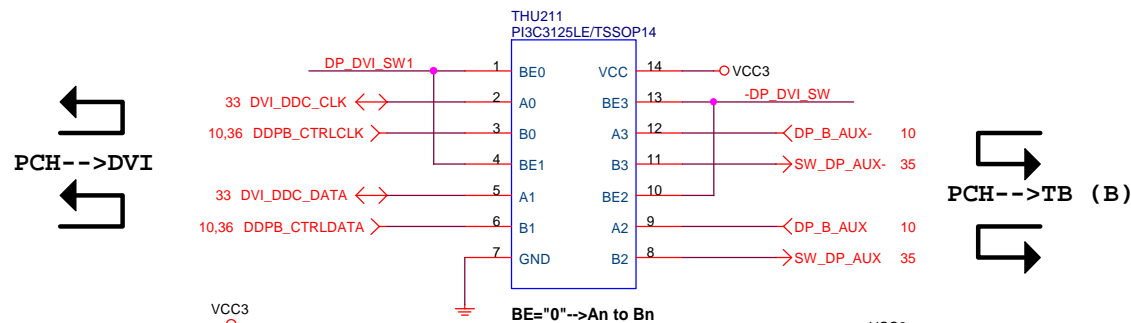 THU211
PI3C3125LE/TSSOP14
DP_DVI_SW1 1 BE0 VCC 14 VCC3
33 DVI_DDC_CLK 2 A0 BE3 13 -DP_DVI_SW
10,36 DDPB_CTRLCLK 3 B0 A3 12 DP_B_AUX- 10
PCH-->DVI 4 BE1 B3 11 SW_DP_AUX- 35
33 DVI_DDC_DATA 5 A1 BE2 10 PCH-->TB (B)
10,36 DDPB_CTRLDATA 6 B1 A2 9 DP_B_AUX 10
7 GND B2 8 SW_DP_AUX 35
VCC3 BE="0"-->An to Bn